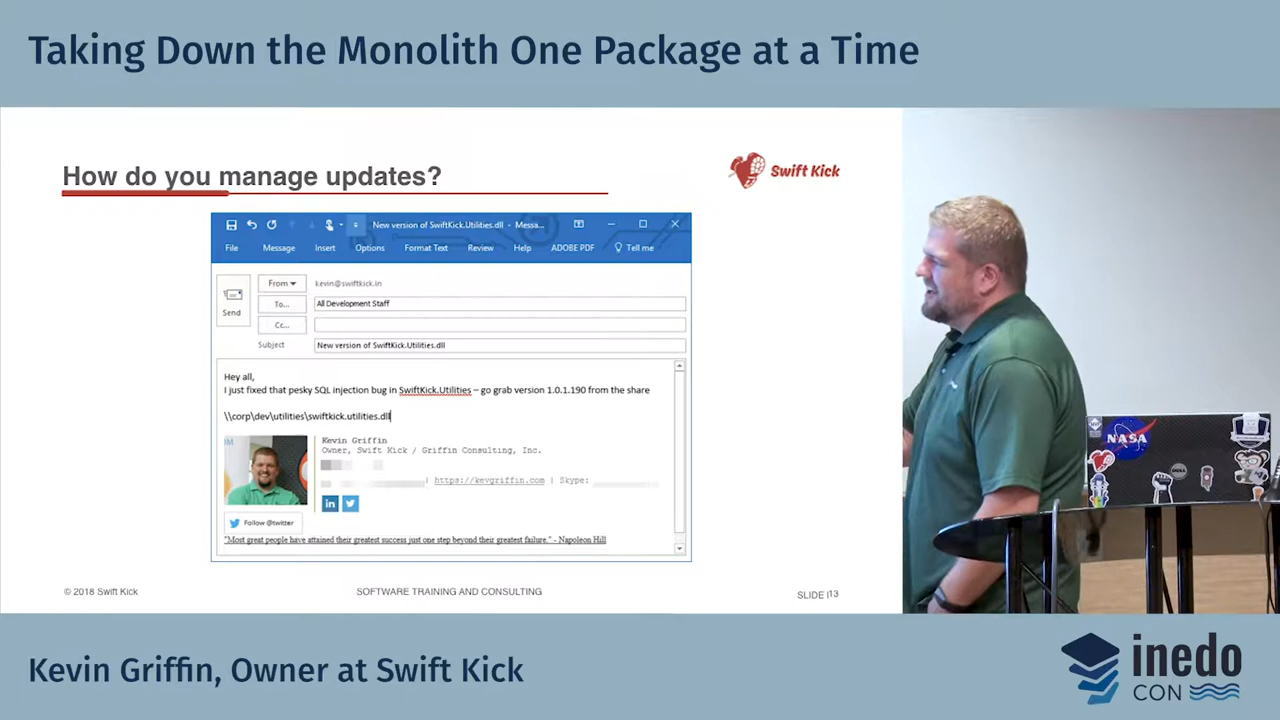 Taking Down the Monolith One Package at a Time
How do you manage updates?
Swift Kick
New version of SwiftKick.Utilities.dll - Messa...
File Message Insert Options Format Text Review Help ADOBE PDF Tell me
From
kevin@swiftkick.in
Send
To...
All Development Staff
Cc...
Subject
New version of SwiftKick.Utilities.dll
Hey all,
I just fixed that pesky SQL injection bug in SwiftKick.Utilities – go grab version 1.0.1.190 from the share
\\corp\dev\utilities\swiftkick.utilities.dll
Kevin Griffin
Owner, Swift Kick / Griffin Consulting, Inc.
| https://kevgriffin.com | Skype:
in
Follow @twitter
"Most great people have attained their greatest success just one step beyond their greatest failure." - Napoleon Hill
© 2018 Swift Kick
SOFTWARE TRAINING AND CONSULTING
SLIDE |13
NASA
DELL
Kevin Griffin, Owner at Swift Kick
inedo
CON